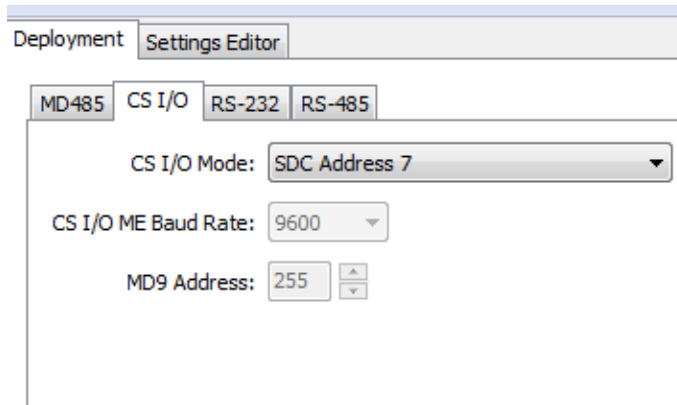 Deployment Settings Editor
MD485 CS I/O RS-232 RS-485
CS I/O Mode: SDC Address 7
CS I/O ME Baud Rate: 9600
MD9 Address: 255